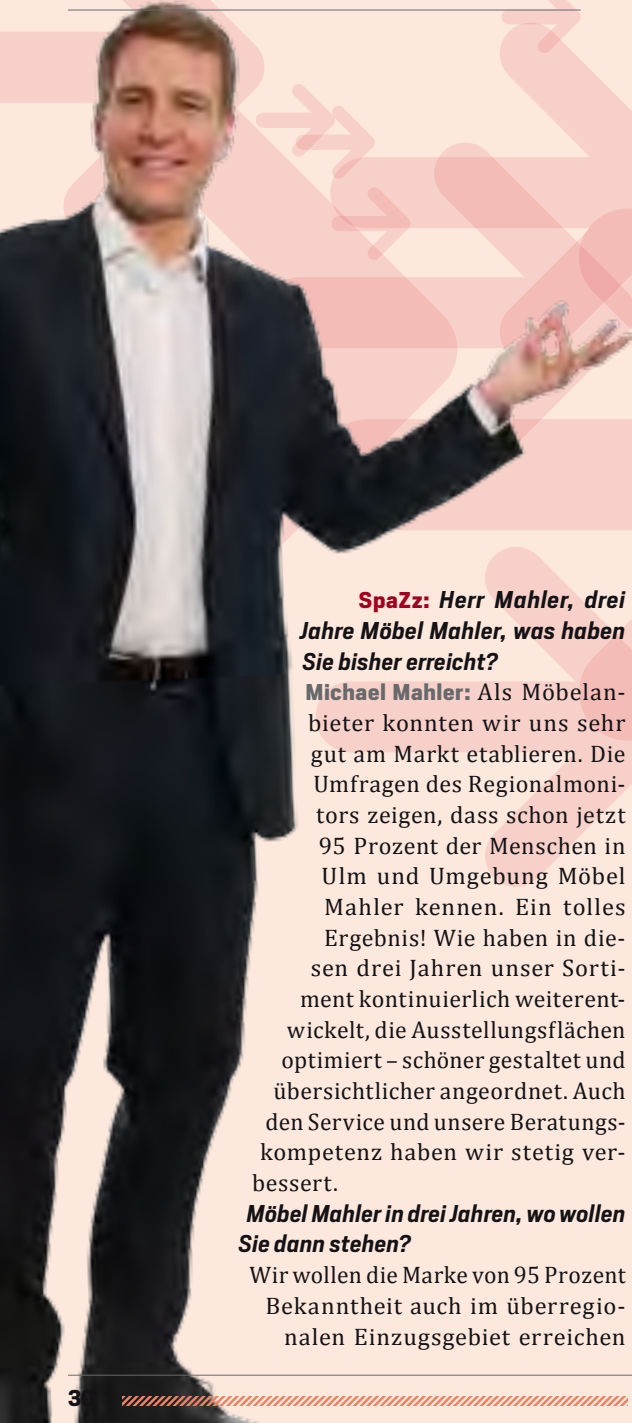 SpaZz: Herr Mahler, drei
Jahre Möbel Mahler, was haben
Sie bisher erreicht?
Michael Mahler: Als Möbelan-
bieter konnten wir uns sehr
gut am Markt etablieren. Die
Umfragen des Regionalmoni-
tors zeigen, dass schon jetzt
95 Prozent der Menschen in
Ulm und Umgebung Möbel
Mahler kennen. Ein tolles
Ergebnis! Wie haben in die-
sen drei Jahren unser Sorti-
ment kontinuierlich weiterent-
wickelt, die Ausstellungsflächen
optimiert – schöner gestaltet und
übersichtlicher angeordnet. Auch
den Service und unsere Beratungs-
kompetenz haben wir stetig ver-
bessert.
Möbel Mahler in drei Jahren, wo wollen
Sie dann stehen?
Wir wollen die Marke von 95 Prozent
Bekanntheit auch im überregio-
nalen Einzugsgebiet erreichen